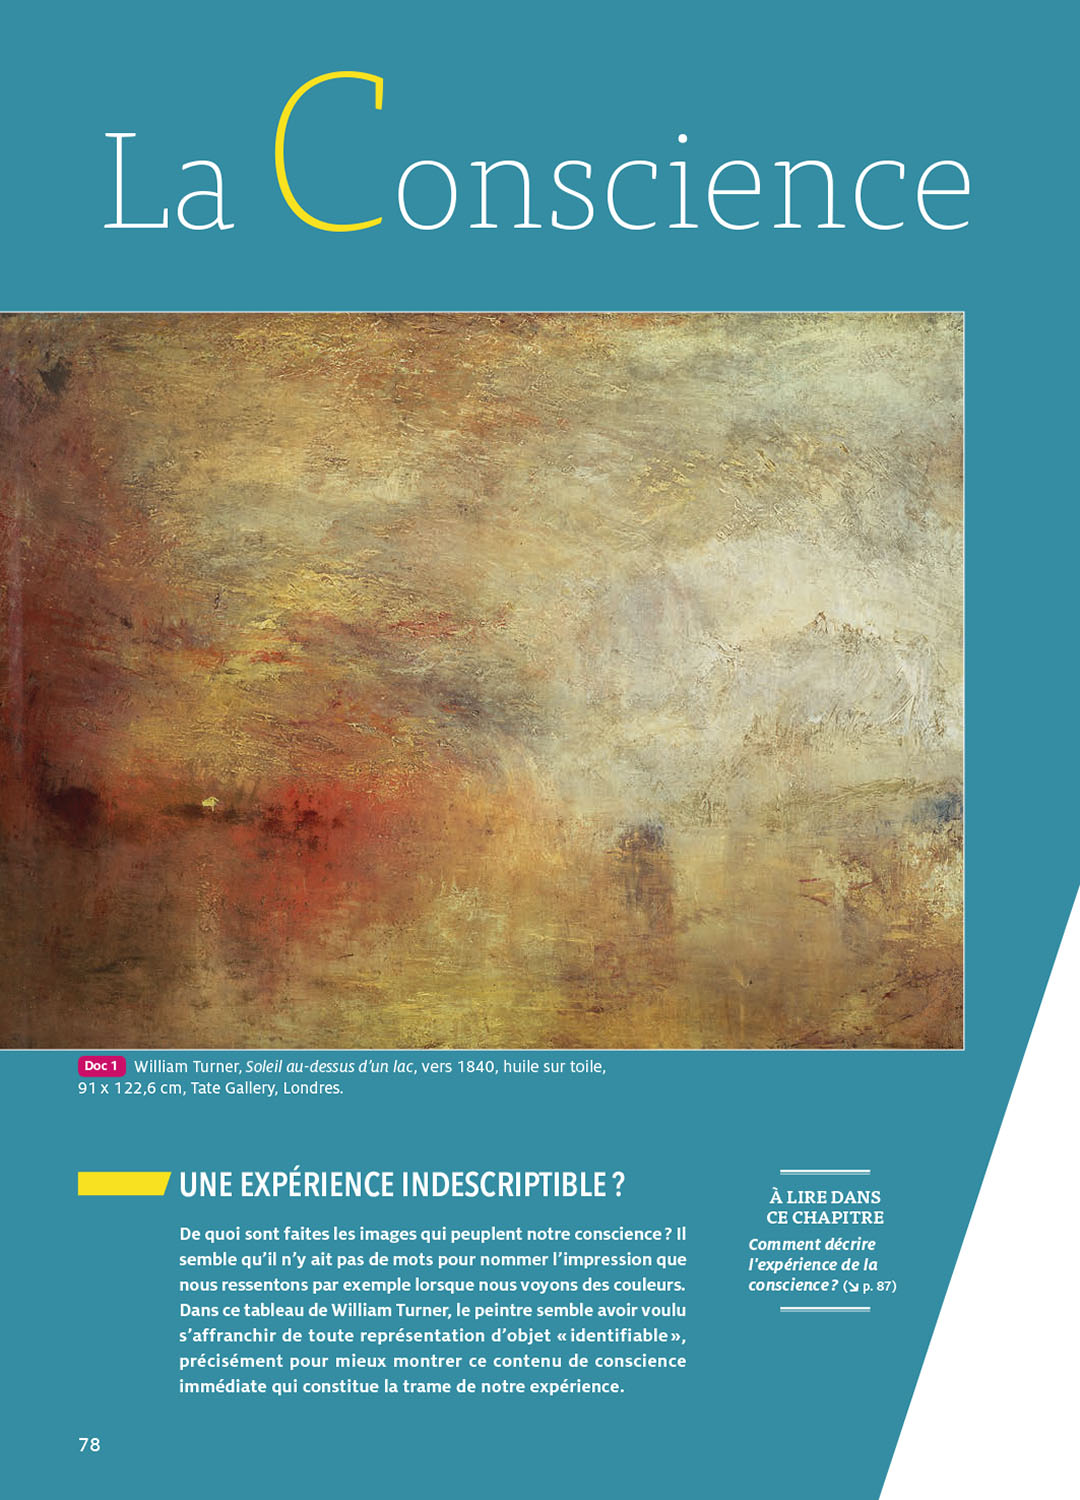 La Conscience
Doc 1 William Turner, Soleil au-dessus d'un lac, vers 1840, huile sur toile,
91 x 122,6 cm, Tate Gallery, Londres.
UNE EXPÉRIENCE INDESCRIPTIBLE ?
De quoi sont faites les images qui peuplent notre conscience ? Il
semble qu'il n'y ait pas de mots pour nommer l'impression que
nous ressentons par exemple lorsque nous voyons des couleurs.
Dans ce tableau de William Turner, le peintre semble avoir voulu
s'affranchir de toute représentation d'objet « identifiable »,
précisément pour mieux montrer ce contenu de conscience
immédiate qui constitue la trame de notre expérience.
À LIRE DANS
CE CHAPITRE
Comment décrire
l'expérience de la
conscience ? (↘ p. 87)
78